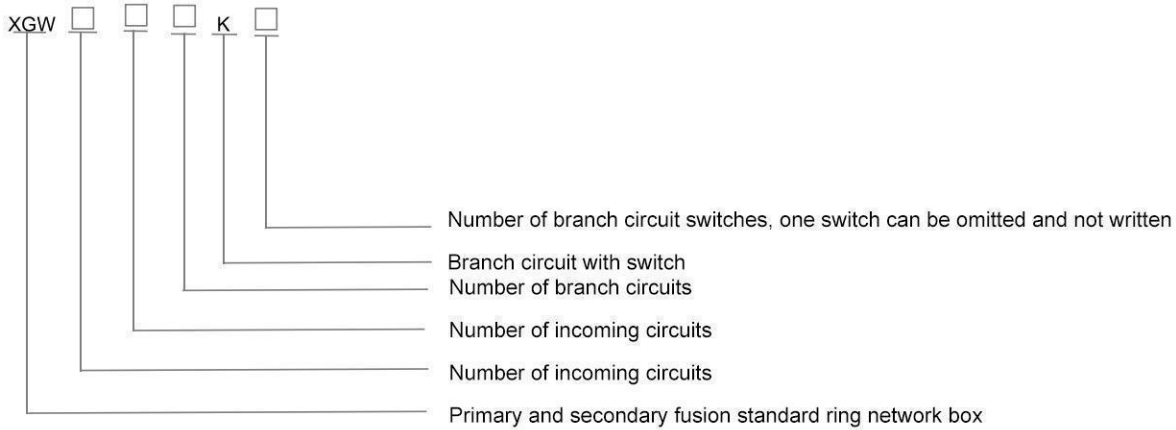 XGW □ □ □ K □
Number of branch circuit switches, one switch can be omitted and not written
Branch circuit with switch
Number of branch circuits
Number of incoming circuits
Number of incoming circuits
Primary and secondary fusion standard ring network box